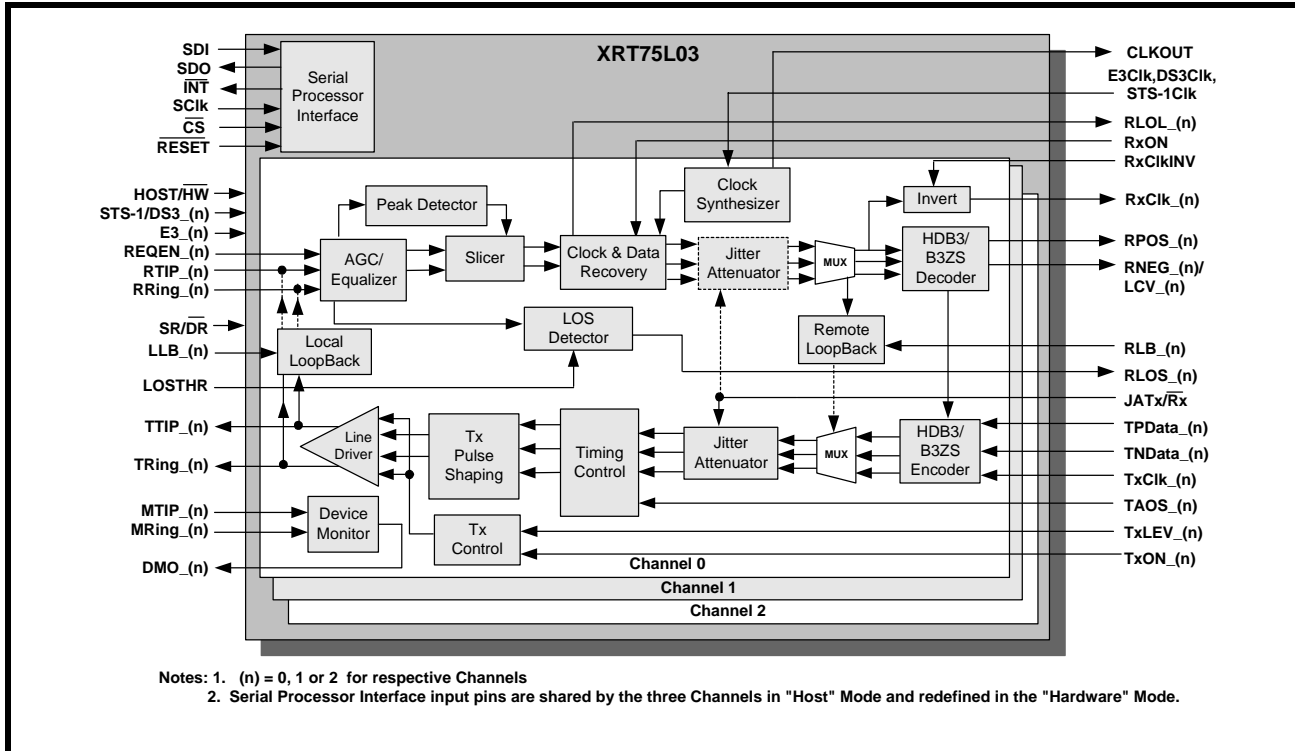 XRT75L03
SDI
SDO
INT
SClk
CS
RESET
Serial
Processor
Interface
HOST/HW
STS-1/DS3_(n)
E3_(n)
REQEN_(n)
RTIP_(n)
RRing_(n)
SR/DR
LLB_(n)
LOSTHR
TTIP_(n)
TRing_(n)
MTIP_(n)
MRing_(n)
DMO_(n)
Peak Detector
AGC/
Equalizer
Slicer
Clock & Data
Recovery
Clock
Synthesizer
Jitter
Attenuator
MUX
Invert
HDB3/
B3ZS
Decoder
LOS
Detector
Remote
LoopBack
Local
LoopBack
Line
Driver
Tx
Pulse
Shaping
Timing
Control
Jitter
Attenuator
MUX
HDB3/
B3ZS
Encoder
Device
Monitor
Tx
Control
Channel 0
Channel 1
Channel 2
CLKOUT
E3Clk,DS3Clk,
STS-1Clk
RLOL_(n)
RxON
RxClkINV
RxClk_(n)
RPOS_(n)
RNEG_(n)/
LCV_(n)
RLB_(n)
RLOS_(n)
JATx/Rx
TPData_(n)
TNData_(n)
TxClk_(n)
TAOS_(n)
TxLEV_(n)
TxON_(n)
Notes: 1. (n) = 0, 1 or 2 for respective Channels
2. Serial Processor Interface input pins are shared by the three Channels in "Host" Mode and redefined in the "Hardware" Mode.